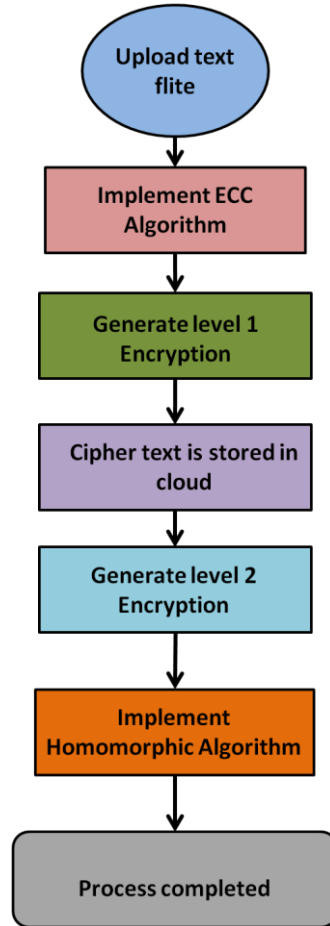 Upload text
flite
Implement ECC
Algorithm
Generate level 1
Encryption
Cipher text is stored in
cloud
Generate level 2
Encryption
Implement
Homomorphic Algorithm
Process completed